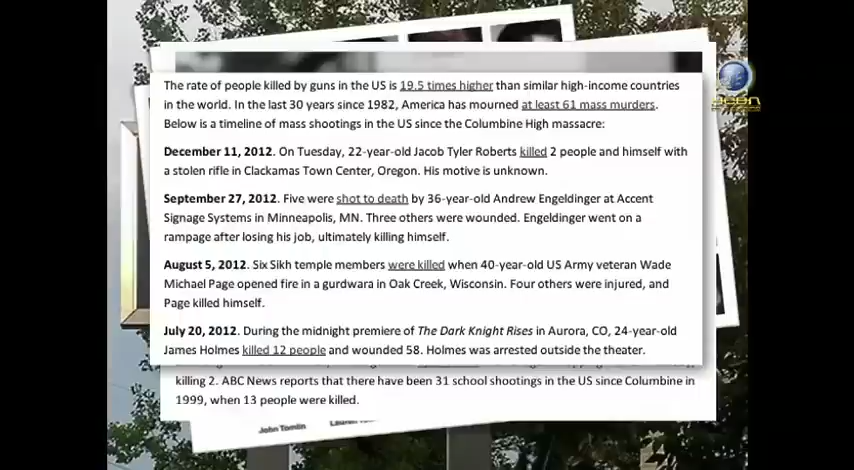 The rate of people killed by guns in the US is 19.5 times higher than similar high-income countries
in the world. In the last 30 years since 1982, America has mourned at least 61 mass murders.
Below is a timeline of mass shootings in the US since the Columbine High massacre:
December 11, 2012. On Tuesday, 22-year-old Jacob Tyler Roberts killed 2 people and himself with
a stolen rifle in Clackamas Town Center, Oregon. His motive is unknown.
September 27, 2012. Five were shot to death by 36-year-old Andrew Engeldinger at Accent
Signage Systems in Minneapolis, MN. Three others were wounded. Engeldinger went on a
rampage after losing his job, ultimately killing himself.
August 5, 2012. Six Sikh temple members were killed when 40-year-old US Army veteran Wade
Michael Page opened fire in a gurdwara in Oak Creek, Wisconsin. Four others were injured, and
Page killed himself.
July 20, 2012. During the midnight premiere of The Dark Knight Rises in Aurora, CO, 24-year-old
James Holmes killed 12 people and wounded 58. Holmes was arrested outside the theater.
killing 2. ABC News reports that there have been 31 school shootings in the US since Columbine in
1999, when 13 people were killed.
John Tomlin